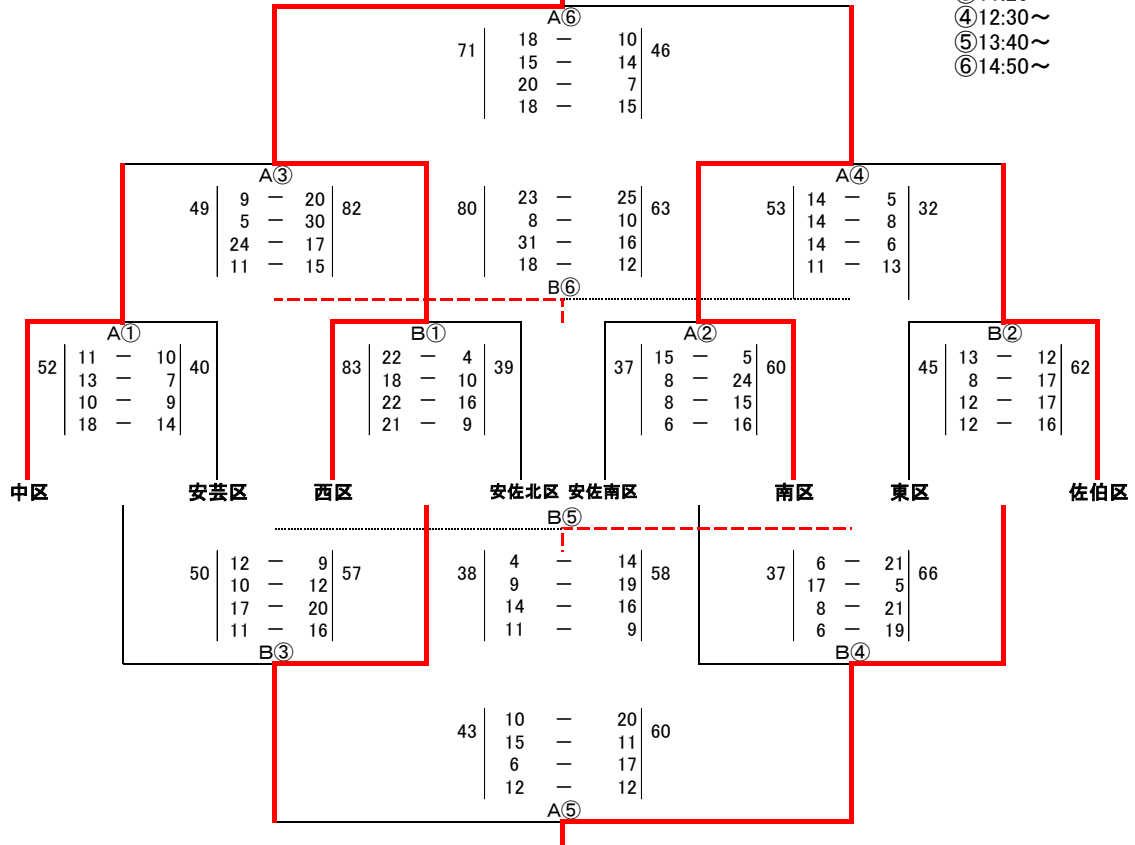 ④12:30～
⑤13:40～
⑥14:50～
A⑥
71 18 － 10 46
15 － 14
20 － 7
18 － 15
A③
49 9 － 20 82
5 － 30
24 － 17
11 － 15
80 23 － 25 63
8 － 10
31 － 16
18 － 12
B⑥
A④
53 14 － 5 32
14 － 8
14 － 6
11 － 13
A①
52 11 － 10 40
13 － 7
10 － 9
18 － 14
B①
83 22 － 4 39
18 － 10
22 － 16
21 － 9
A②
37 15 － 5 60
8 － 24
8 － 15
6 － 16
B②
45 13 － 12 62
8 － 17
12 － 17
12 － 16
中区 安芸区 西区 安佐北区 安佐南区 南区 東区 佐伯区
B⑤
50 12 － 9 57
10 － 12
17 － 20
11 － 16
B③
38 4 － 14 58
9 － 19
14 － 16
11 － 9
37 6 － 21 66
17 － 5
8 － 21
6 － 19
B④
43 10 － 20 60
15 － 11
6 － 17
12 － 12
A⑤